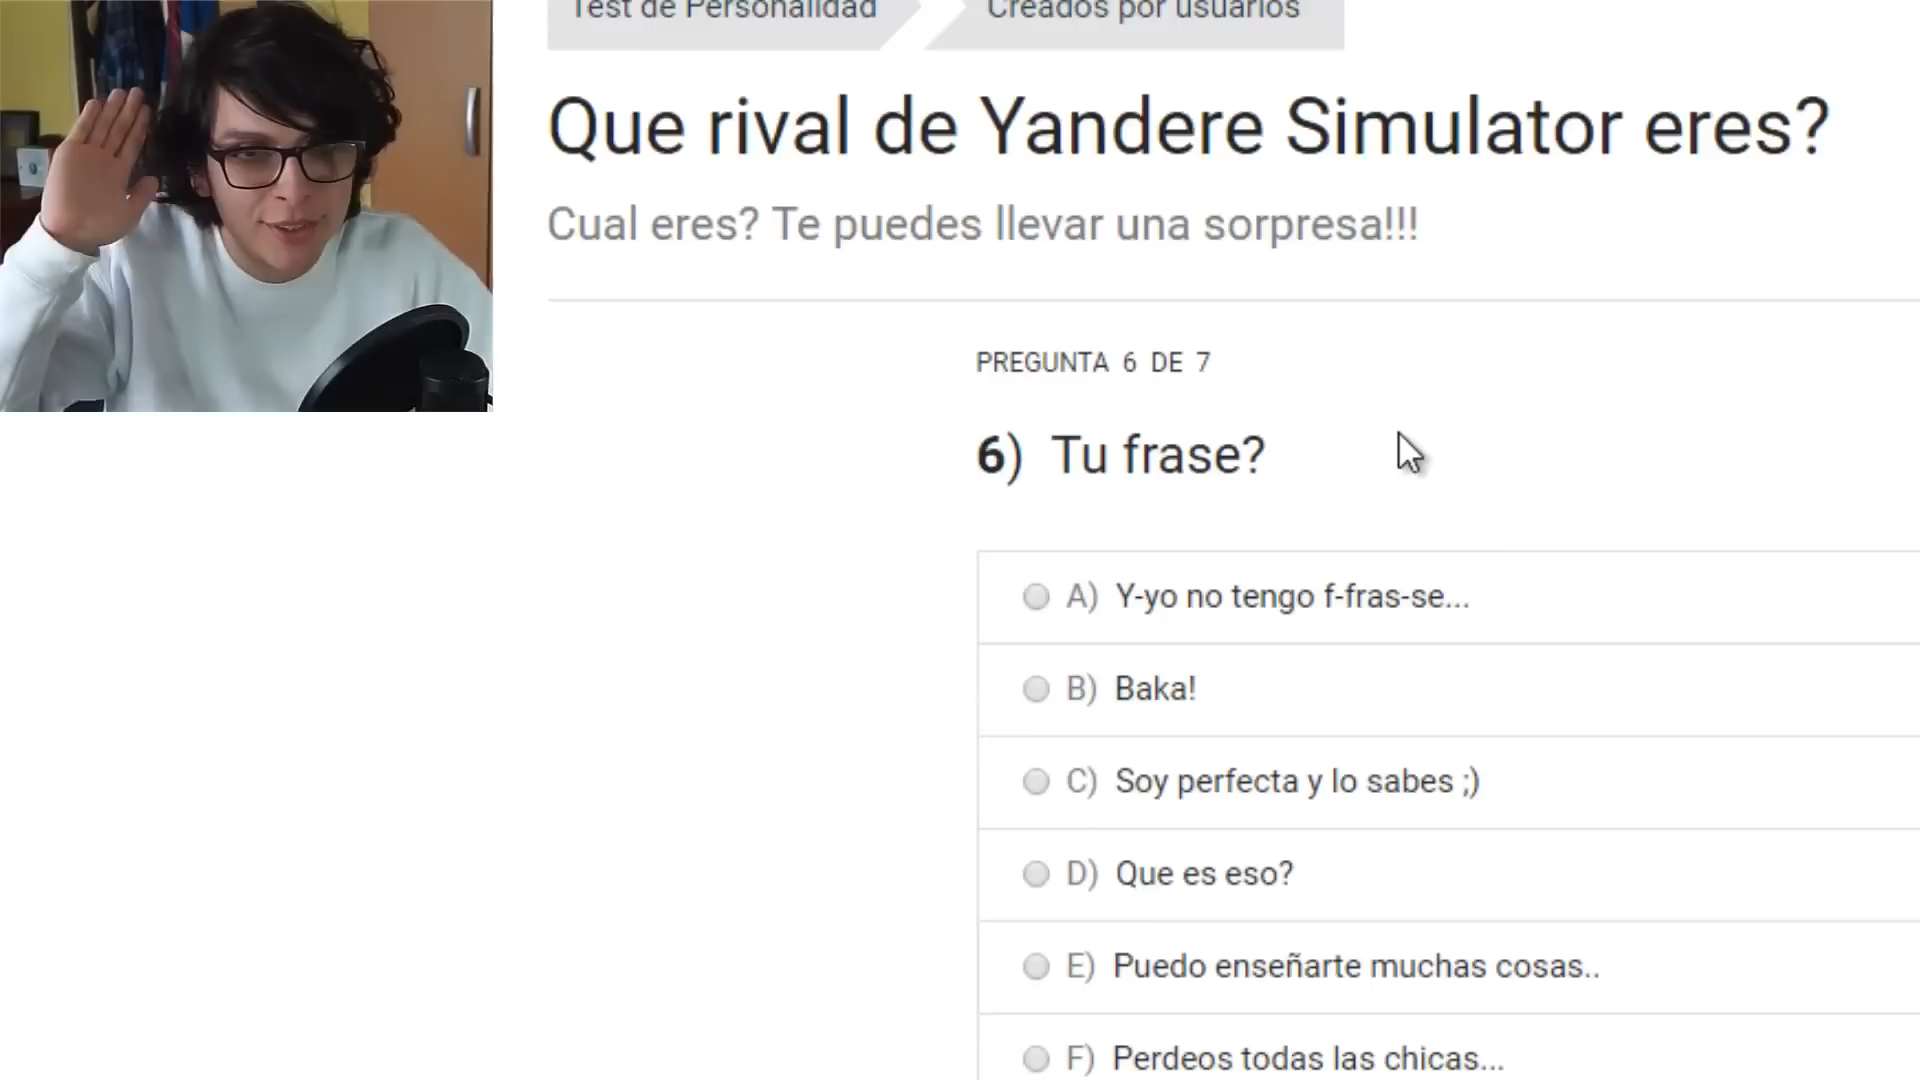 Test de Personalidad
Creados por usuarios
Que rival de Yandere Simulator eres?
Cual eres? Te puedes llevar una sorpresa!!!
PREGUNTA 6 DE 7
6) Tu frase?
A) Y-yo no tengo f-fras-se...
B) Baka!
C) Soy perfecta y lo sabes ;)
D) Que es eso?
E) Puedo enseñarte muchas cosas..
F) Perdeos todas las chicas...